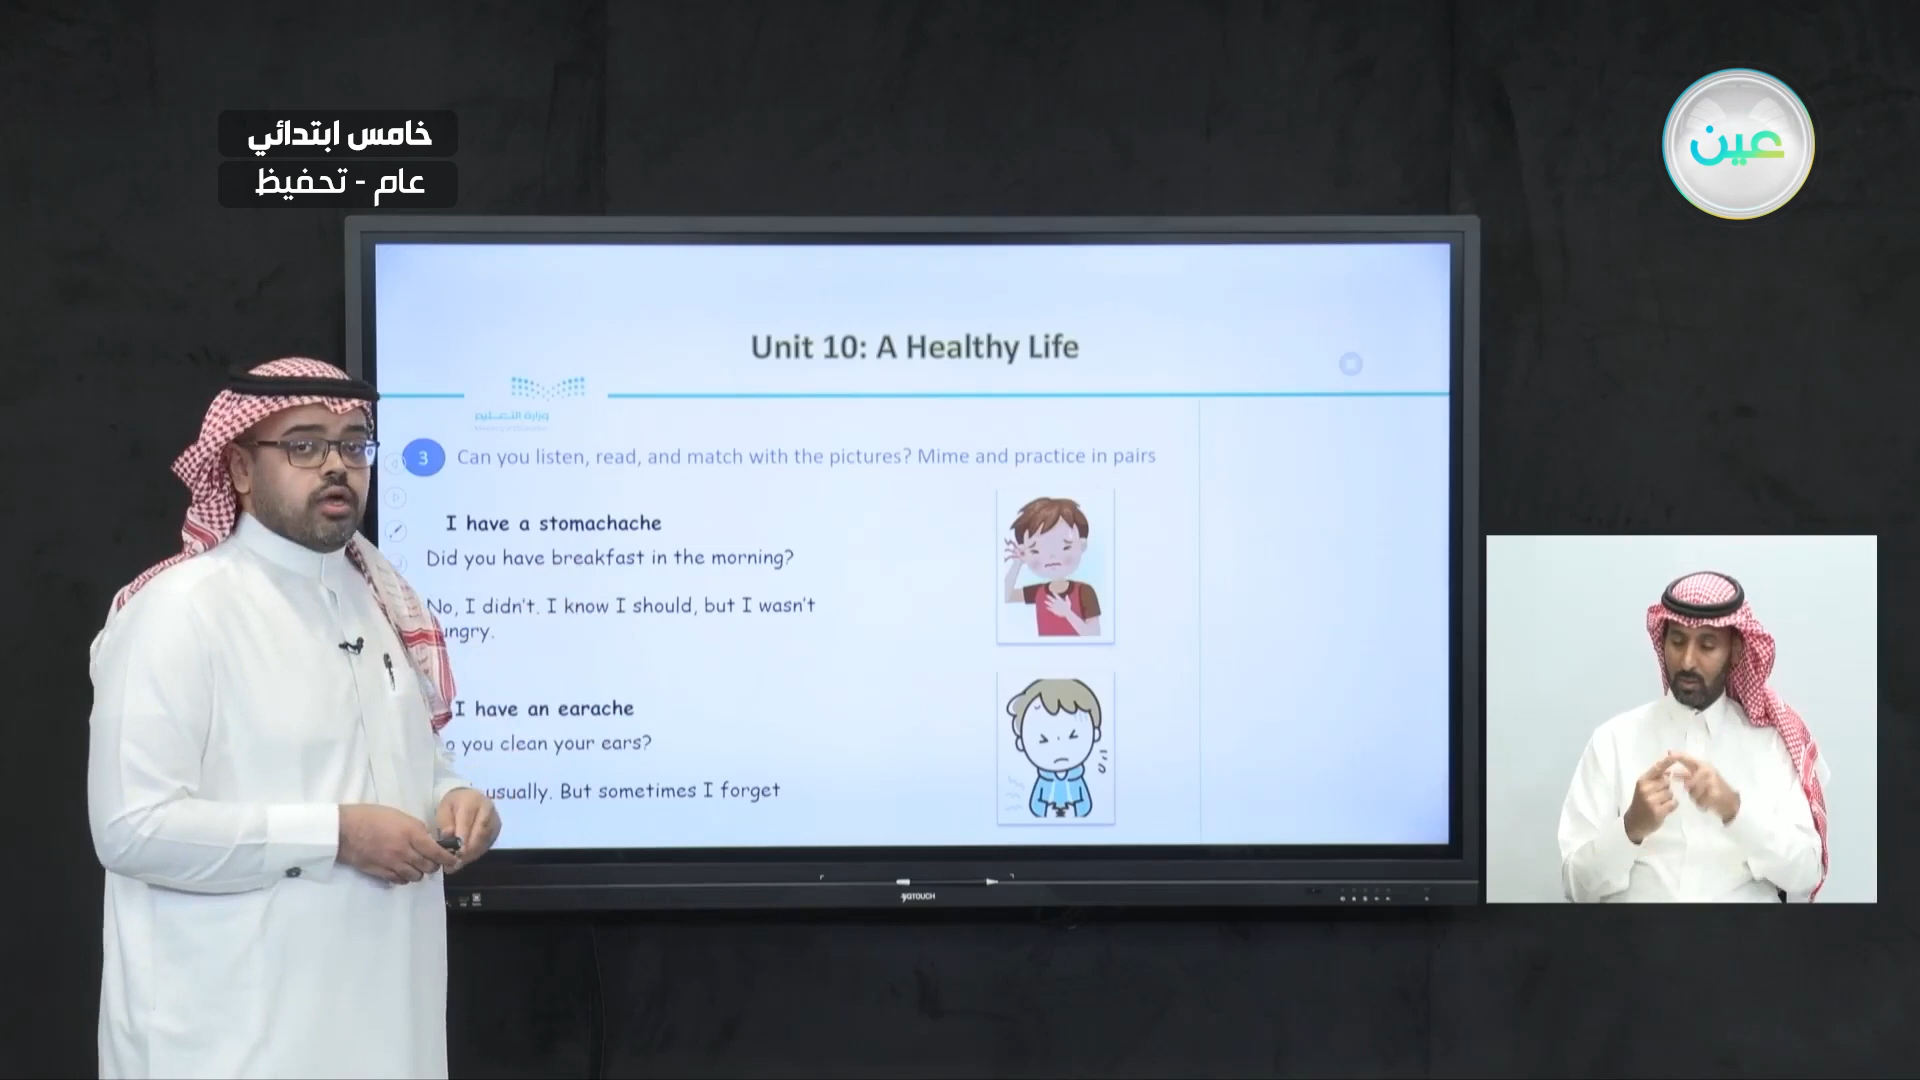 خامس ابتدائي
عام - تحفيظ
عين
Unit 10: A Healthy Life
وزارة التعليم
3 Can you listen, read, and match with the pictures? Mime and practice in pairs
I have a stomachache
Did you have breakfast in the morning?
No, I didn't. I know I should, but I wasn't
I have an earache
you clean your ears?
usually. But sometimes I forget